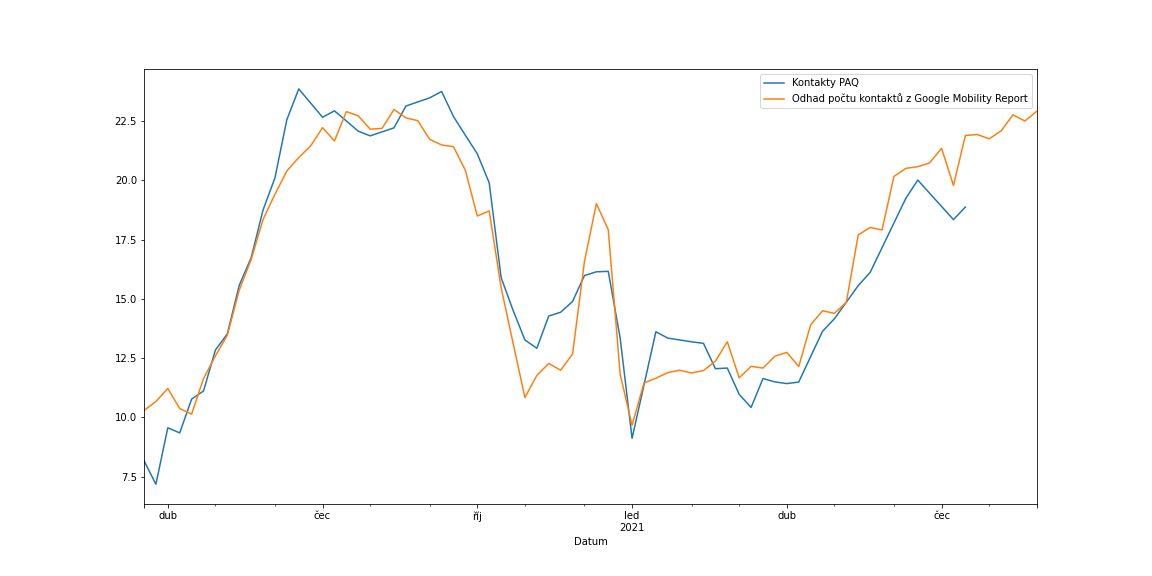 Kontakty PAQ
Odhad počtu kontaktů z Google Mobility Report
22.5
20.0
17.5
15.0
12.5
10.0
7.5
dub
čec
říj
led
2021
dub
čec
Datum